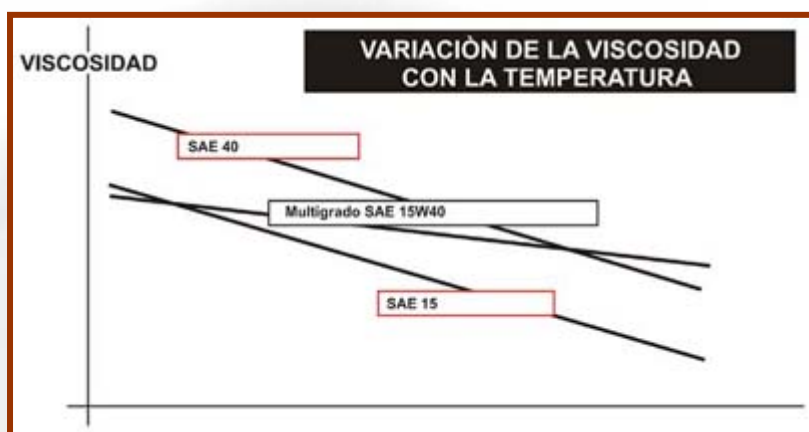 VARIACIÒN DE LA VISCOSIDAD
CON LA TEMPERATURA
VISCOSIDAD
SAE 40
Multigrado SAE 15W40
SAE 15